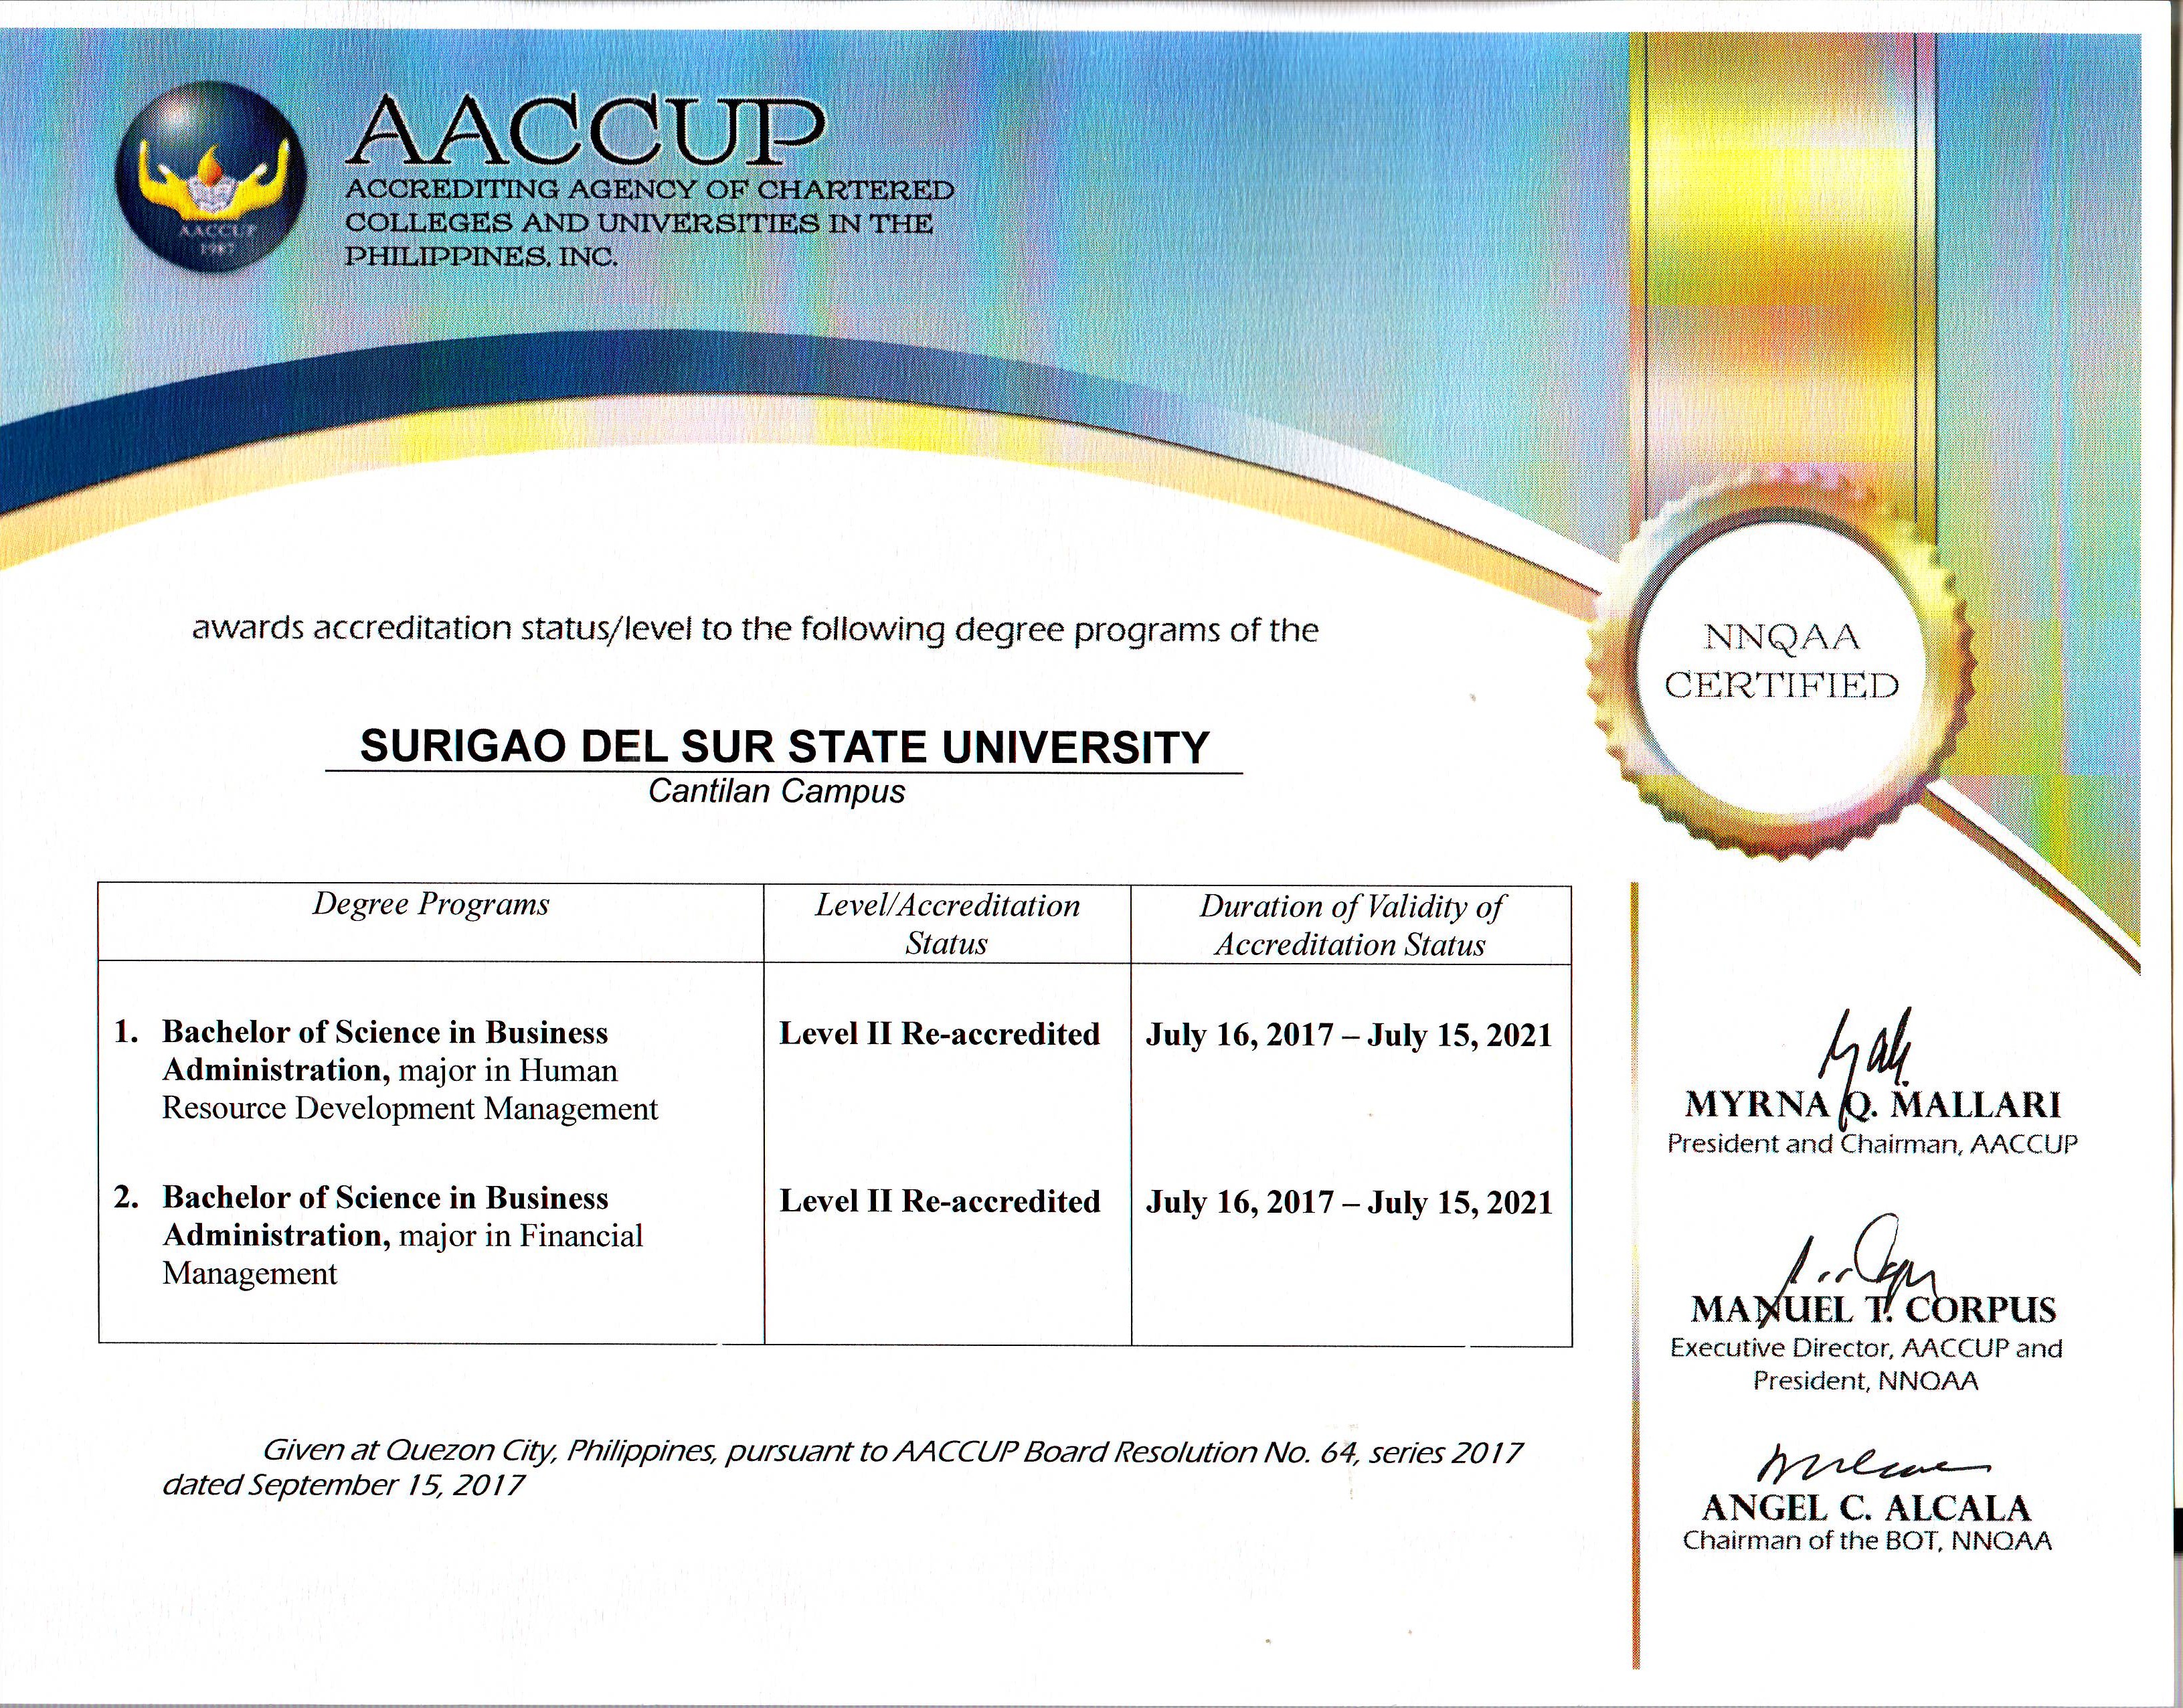 AACCUP
ACCREDITING AGENCY OF CHARTERED
COLLEGES AND UNIVERSITIES IN THE
PHILIPPINES, INC.
AACCUP
1987
awards accreditation status/level to the following degree programs of the
NNQAA
CERTIFIED
SURIGAO DEL SUR STATE UNIVERSITY
Cantilan Campus
Degree Programs
Level/Accreditation
Status
Duration of Validity of
Accreditation Status
1. Bachelor of Science in Business
Administration, major in Human
Resource Development Management
Level II Re-accredited
July 16, 2017 – July 15, 2021
2. Bachelor of Science in Business
Administration, major in Financial
Management
Level II Re-accredited
July 16, 2017 – July 15, 2021
Given at Quezon City, Philippines, pursuant to AACCUP Board Resolution No. 64, series 2017
dated September 15, 2017
MYRNA Q. MALLARI
President and Chairman, AACCUP
MANUEL T. CORPUS
Executive Director, AACCUP and
President, NNQAA
ANGEL C. ALCALA
Chairman of the BOT, NNQAA